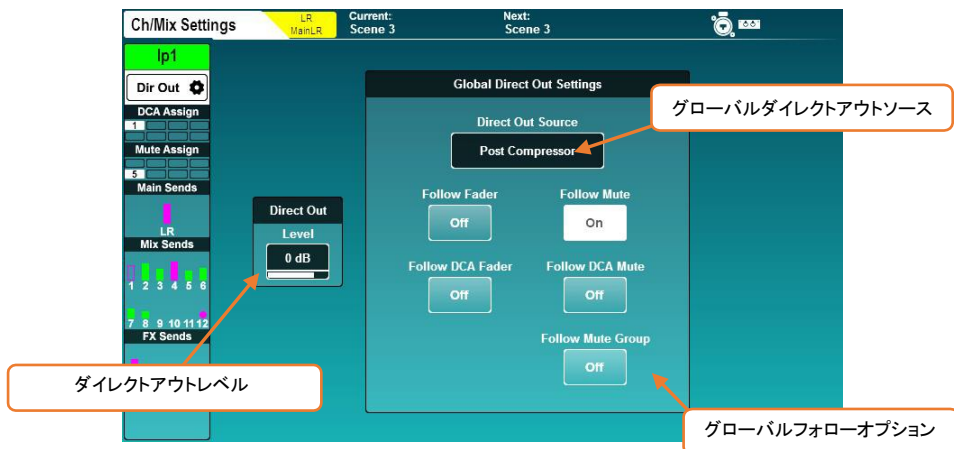 Ch/Mix Settings
LR
MainLR
Current:
Scene 3
Next:
Scene 3
Ip1
Dir Out
DCA Assign
1
Mute Assign
5
Main Sends
LR
Mix Sends
1 2 3 4 5 6
7 8 9 10 11 12
FX Sends
Direct Out
Level
0 dB
Global Direct Out Settings
Direct Out Source
Post Compressor
Follow Fader
Off
Follow Mute
On
Follow DCA Fader
Off
Follow DCA Mute
Off
Follow Mute Group
Off
グローバルダイレクトアウトソース
ダイレクトアウトレベル
グローバルフォローオプション